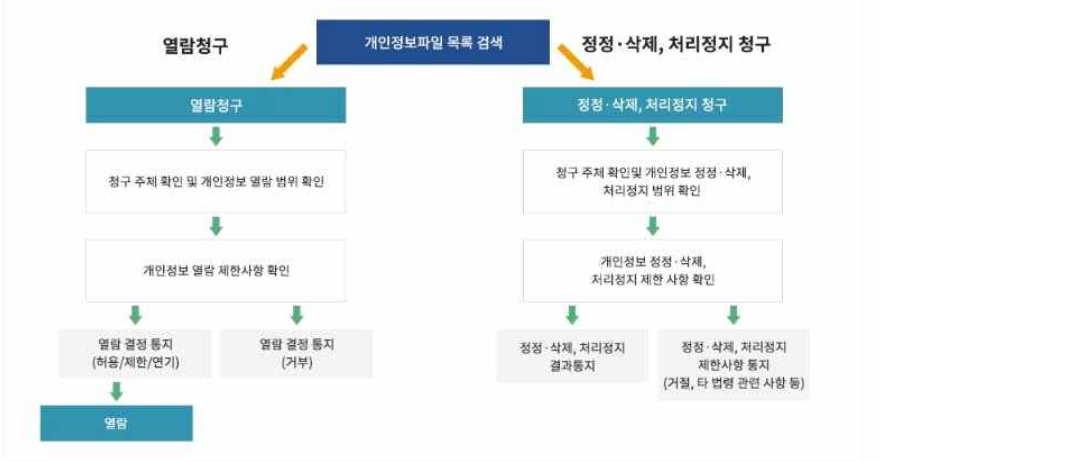 열람청구
개인정보파일 목록 검색
정정·삭제, 처리정지 청구
열람청구
청구 주체 확인 및 개인정보 열람 범위 확인
개인정보 열람 제한사항 확인
열람 결정 통지
(허용/제한/연기)
열람 결정 통지
(거부)
열람
정정·삭제, 처리정지 청구
청구 주체 확인및 개인정보 정정·삭제,
처리정지 범위 확인
개인정보 정정·삭제,
처리정지 제한 사항 확인
정정·삭제, 처리정지
결과통지
정정·삭제, 처리정지
제한사항 통지
(거절, 타 법령 관련 사항 등)